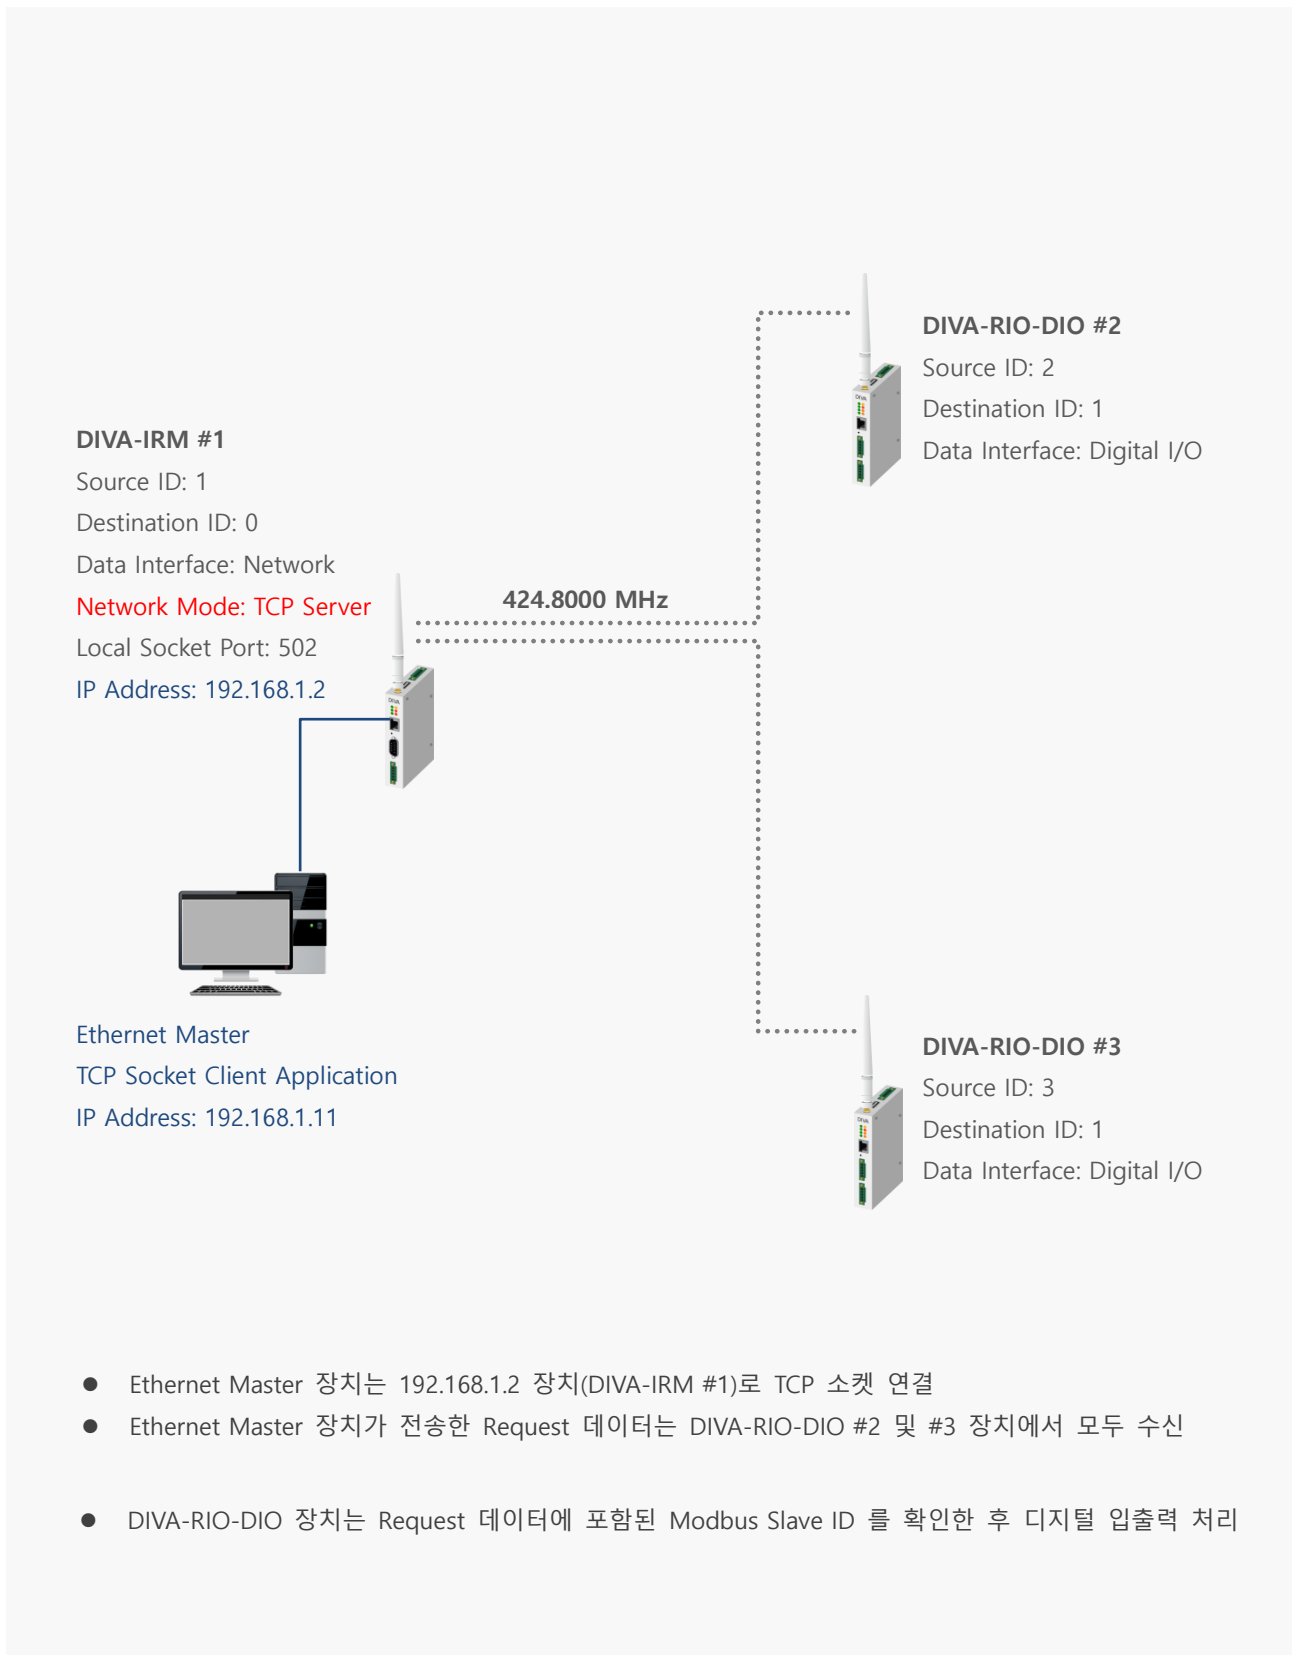 DIVA-RIO-DIO #2
Source ID: 2
Destination ID: 1
Data Interface: Digital I/O
DIVA-IRM #1
Source ID: 1
Destination ID: 0
Data Interface: Network
Network Mode: TCP Server
Local Socket Port: 502
IP Address: 192.168.1.2
424.8000 MHz
DIVA
DIVA
Ethernet Master
TCP Socket Client Application
IP Address: 192.168.1.11
DIVA-RIO-DIO #3
Source ID: 3
Destination ID: 1
Data Interface: Digital I/O
DIVA
● Ethernet Master 장치는 192.168.1.2 장치(DIVA-IRM #1)로 TCP 소켓 연결
● Ethernet Master 장치가 전송한 Request 데이터는 DIVA-RIO-DIO #2 및 #3 장치에서 모두 수신
● DIVA-RIO-DIO 장치는 Request 데이터에 포함된 Modbus Slave ID 를 확인한 후 디지털 입출력 처리